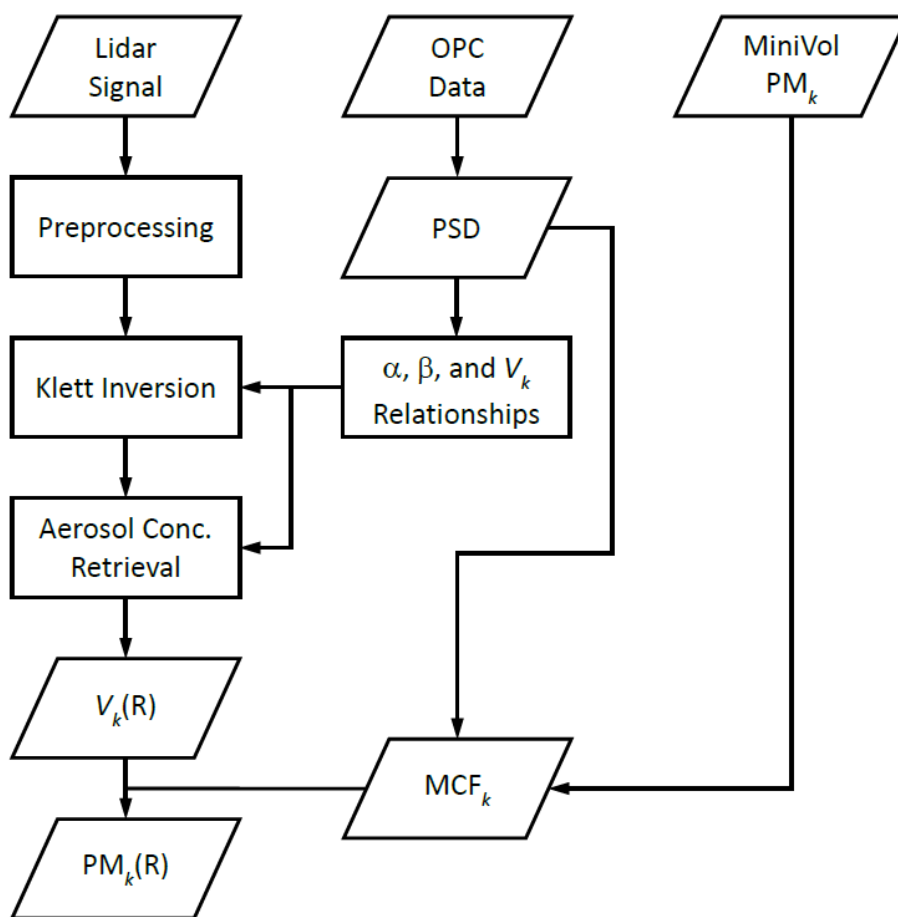 Lidar
Signal
OPC
Data
MiniVol
PMk
Preprocessing
PSD
Klett Inversion
α, β, and Vk
Relationships
Aerosol Conc.
Retrieval
Vk(R)
MCFk
PMk(R)